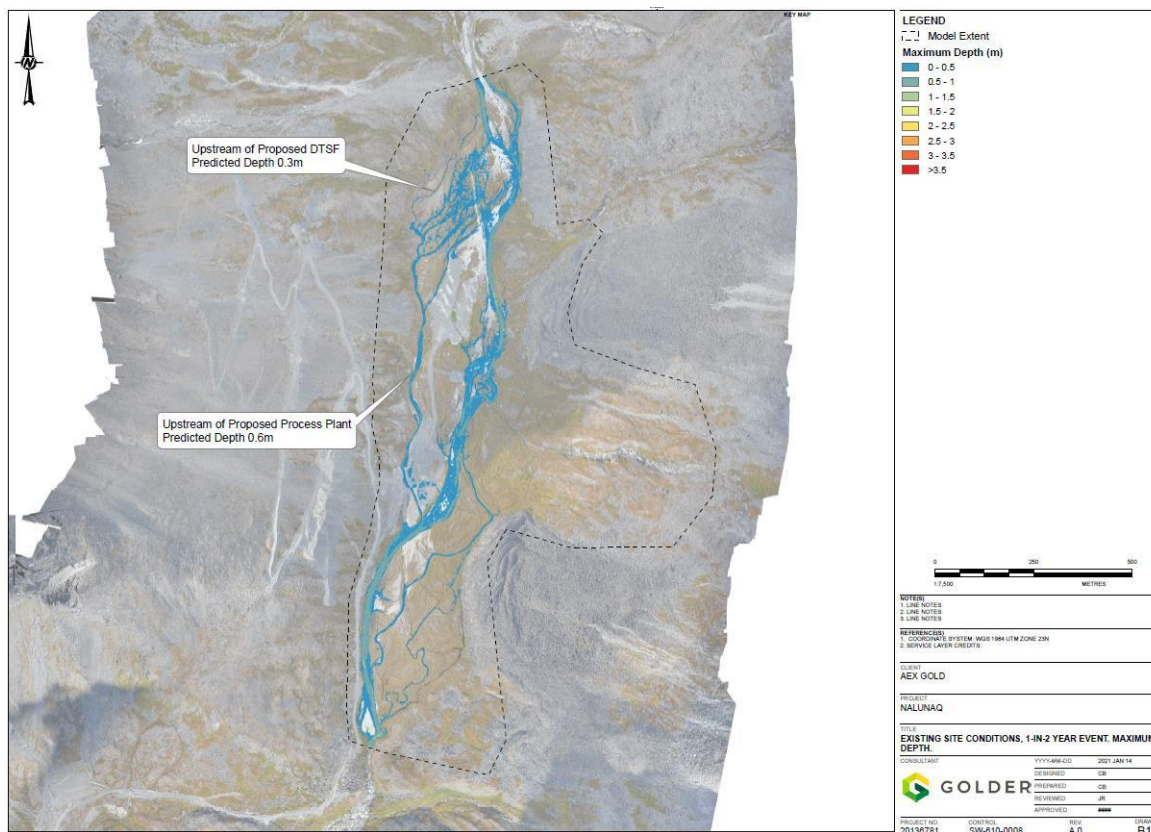 KEY MAP
N
Upstream of Proposed DTSF
Predicted Depth 0.3m
Upstream of Proposed Process Plant
Predicted Depth 0.6m
LEGEND
Model Extent
Maximum Depth (m)
0 - 0.5
0.5 - 1
1 - 1.5
1.5 - 2
2 - 2.5
2.5 - 3
3 - 3.5
>3.5
0 250 500
1:7,500 METRES
NOTE(S)
1. LINE NOTES
2. LINE NOTES
3. LINE NOTES
REFERENCE(S)
1. COORDINATE SYSTEM: WGS 1984 UTM ZONE 23N
2. SERVICE LAYER CREDITS:
CLIENT
AEX GOLD
PROJECT
NALUNAQ
TITLE
EXISTING SITE CONDITIONS, 1-IN-2 YEAR EVENT. MAXIMUM
DEPTH.
CONSULTANT
GOLDER
YYYY-MM-DD 2021 JAN 14
DESIGNED CB
PREPARED CB
REVIEWED JR
APPROVED ####
PROJECT NO. CONTROL REV. DRAW
20136781 SW-610-0008 A.0 B1